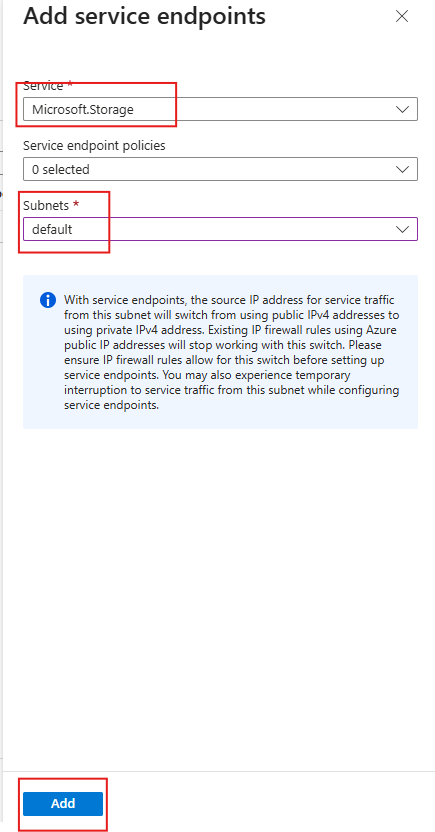 Add service endpoints
Service *
Microsoft.Storage
Service endpoint policies
0 selected
Subnets *
default
With service endpoints, the source IP address for service traffic
from this subnet will switch from using public IPv4 addresses to
using private IPv4 address. Existing IP firewall rules using Azure
public IP addresses will stop working with this switch. Please
ensure IP firewall rules allow for this switch before setting up
service endpoints. You may also experience temporary
interruption to service traffic from this subnet while configuring
service endpoints.
Add